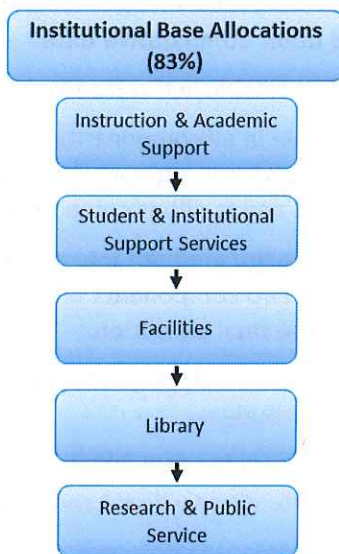 Institutional Base Allocations
(83%)
Instruction & Academic
Support
Student & Institutional
Support Services
Facilities
Library
Research & Public
Service